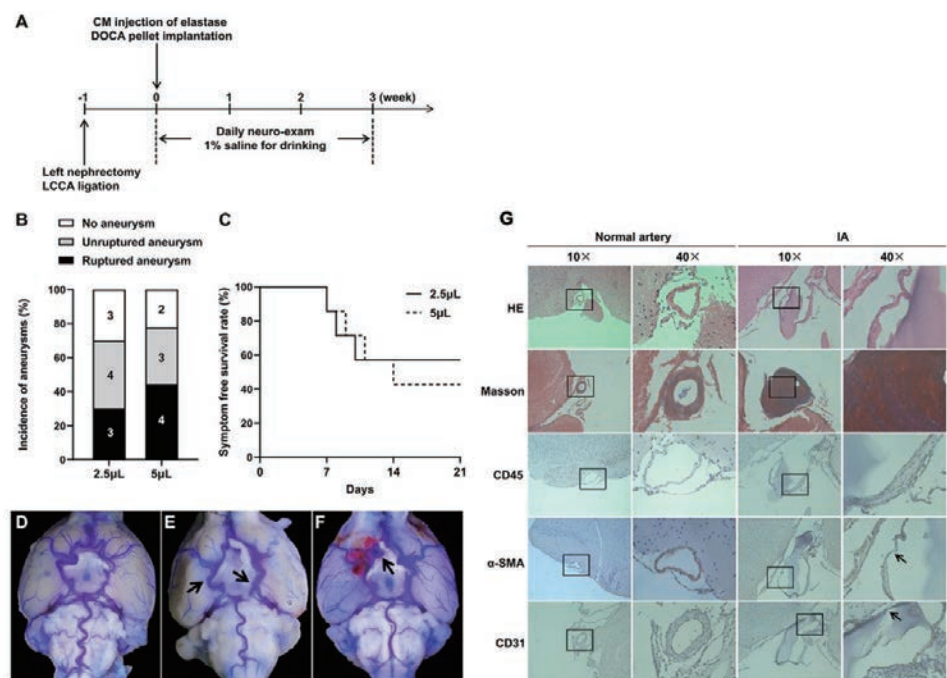 A
CM injection of elastase
DOCA pellet implantation
-1 0 1 2 3 (week)
Daily neuro-exam
1% saline for drinking
Left nephrectomy
LCCA ligation
B
No aneurysm
Unruptured aneurysm
Ruptured aneurysm
Incidence of aneurysms (%)
100
80
60
40
20
0
3
4
3
2
3
4
2.5μL 5μL
C
Symptom free survival rate (%)
100
80
60
40
20
0
2.5μL
5μL
0 7 14 21
Days
D E F
G
Normal artery IA
10× 40× 10× 40×
HE
Masson
CD45
α-SMA
CD31